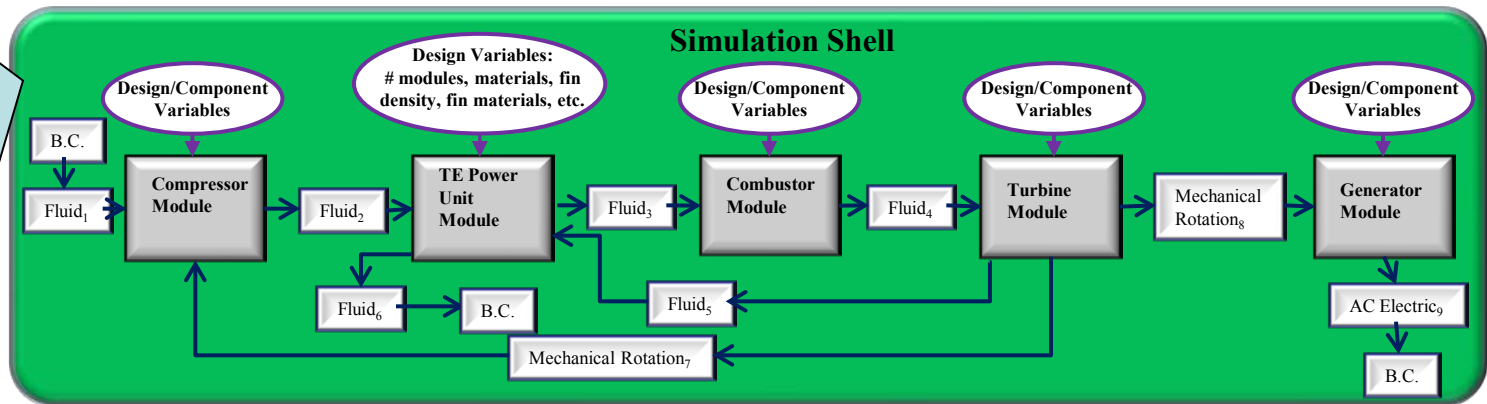 Simulation Shell
Design/Component
Variables
Design Variables:
# modules, materials, fin
density, fin materials, etc.
Design/Component
Variables
Design/Component
Variables
Design/Component
Variables
B.C.
Fluid₁
Compressor
Module
Fluid₂
TE Power
Unit
Module
Fluid₃
Combustor
Module
Fluid₄
Turbine
Module
Mechanical
Rotation₈
Generator
Module
Fluid₆
B.C.
Fluid₅
AC Electric₉
Mechanical Rotation₇
B.C.